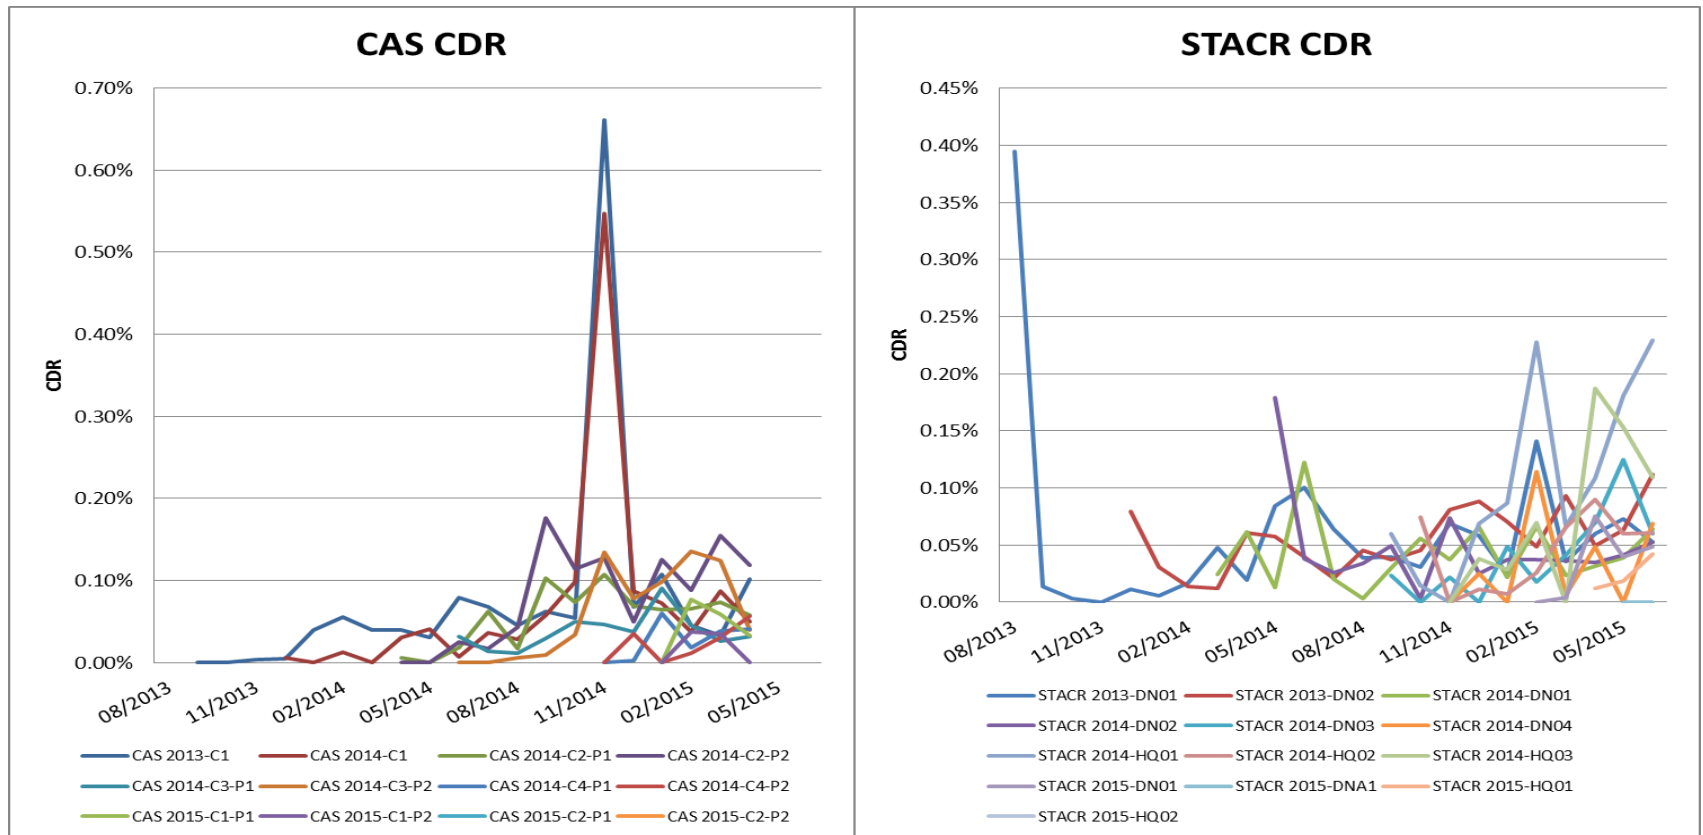 CAS CDR
0.70%
0.60%
0.50%
0.40%
0.30%
0.20%
0.10%
0.00%
CDR
08/2013 11/2013 02/2014 05/2014 08/2014 11/2014 02/2015 05/2015
CAS 2013-C1 CAS 2014-C1 CAS 2014-C2-P1 CAS 2014-C2-P2
CAS 2014-C3-P1 CAS 2014-C3-P2 CAS 2014-C4-P1 CAS 2014-C4-P2
CAS 2015-C1-P1 CAS 2015-C1-P2 CAS 2015-C2-P1 CAS 2015-C2-P2
STACR CDR
0.45%
0.40%
0.35%
0.30%
0.25%
0.20%
0.15%
0.10%
0.05%
0.00%
CDR
08/2013 11/2013 02/2014 05/2014 08/2014 11/2014 02/2015 05/2015
STACR 2013-DN01 STACR 2013-DN02 STACR 2014-DN01
STACR 2014-DN02 STACR 2014-DN03 STACR 2014-DN04
STACR 2014-HQ01 STACR 2014-HQ02 STACR 2014-HQ03
STACR 2015-DN01 STACR 2015-DNA1 STACR 2015-HQ01
STACR 2015-HQ02